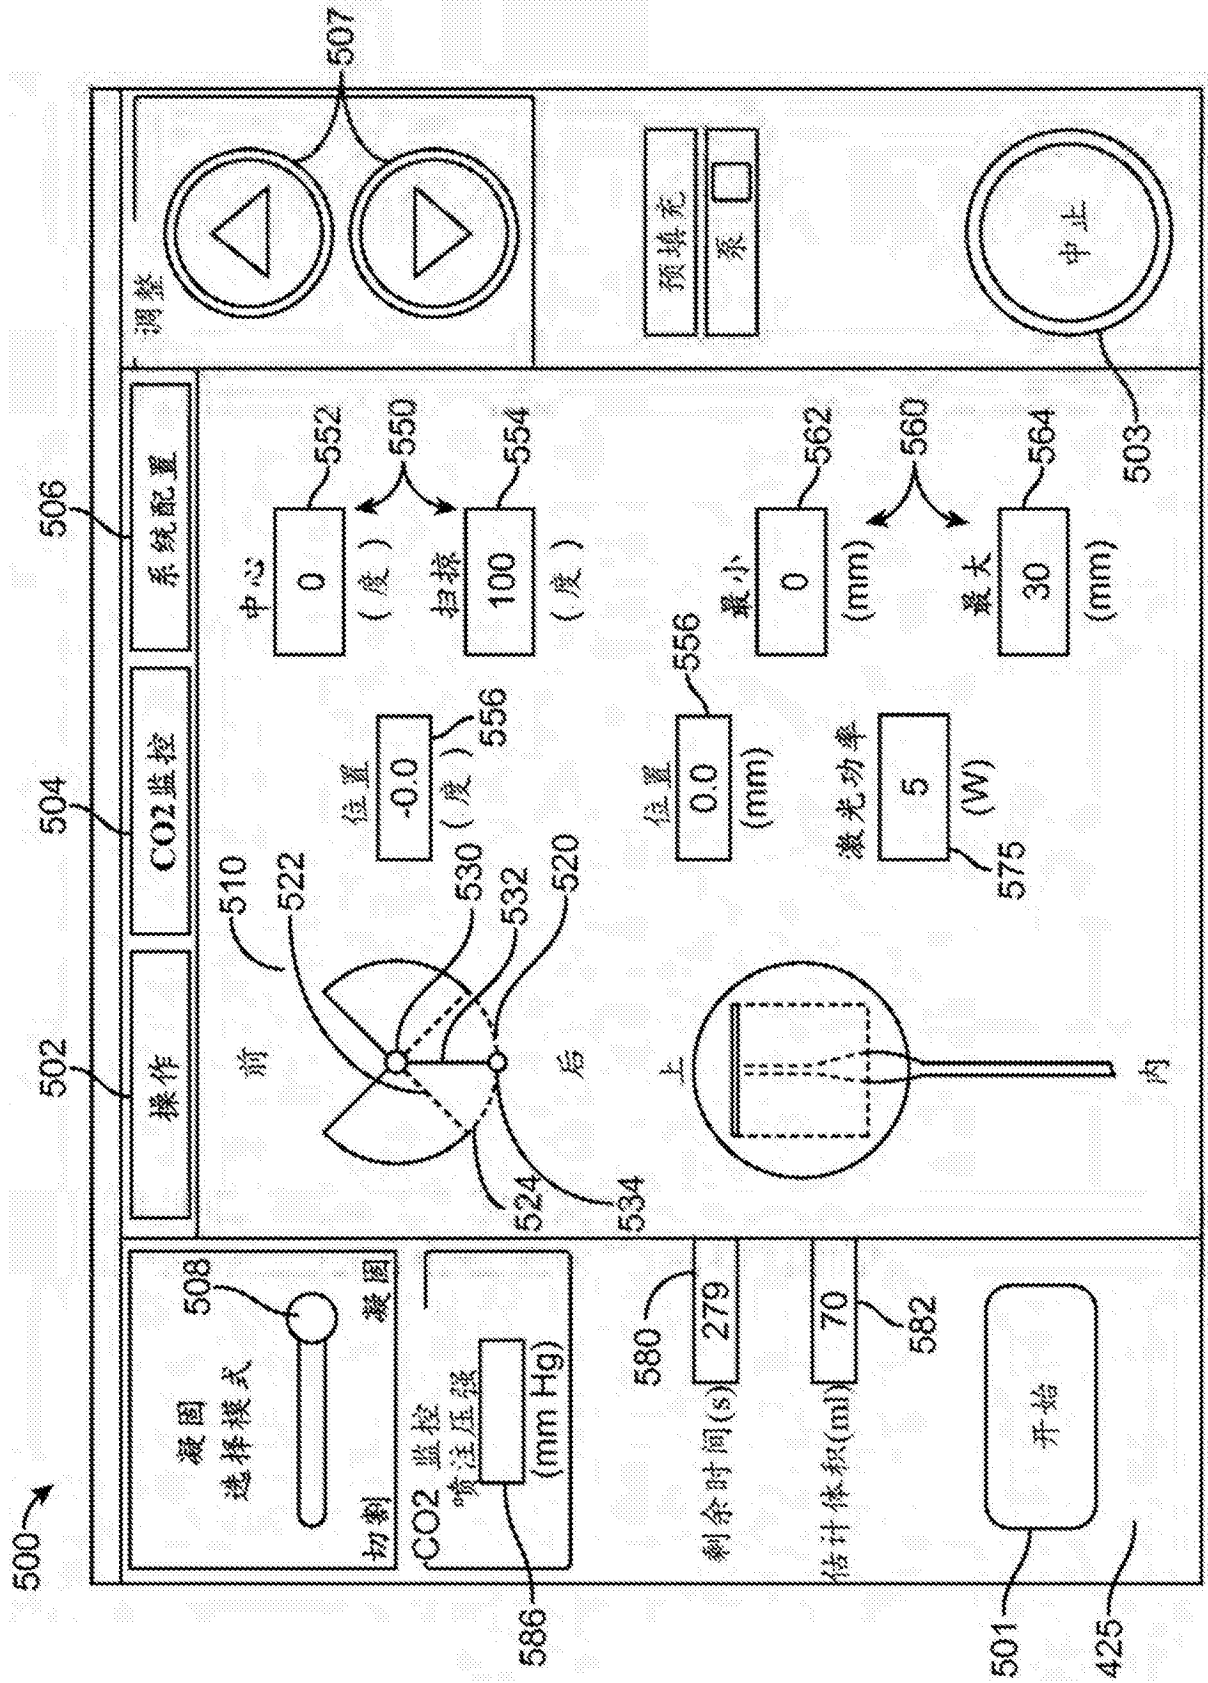 500
502
504
506
操作
CO2监控
系统配置
调整
507
凝固
选择模式
508
切割
凝固
CO2 监控
喷注压强
(mm Hg)
586
剩余时间(s)
279
580
估计体积(ml)
70
582
开始
501
425
前
510
522
530
532
520
524
534
后
位置
-0.0
(度)
556
中心
0
552
(度)
550
扫掠
100
554
(度)
上
内
位置
0.0
556
(mm)
激光功率
5
575
(W)
最小
0
562
(mm)
560
最大
30
564
(mm)
预填充
泵
中止
503